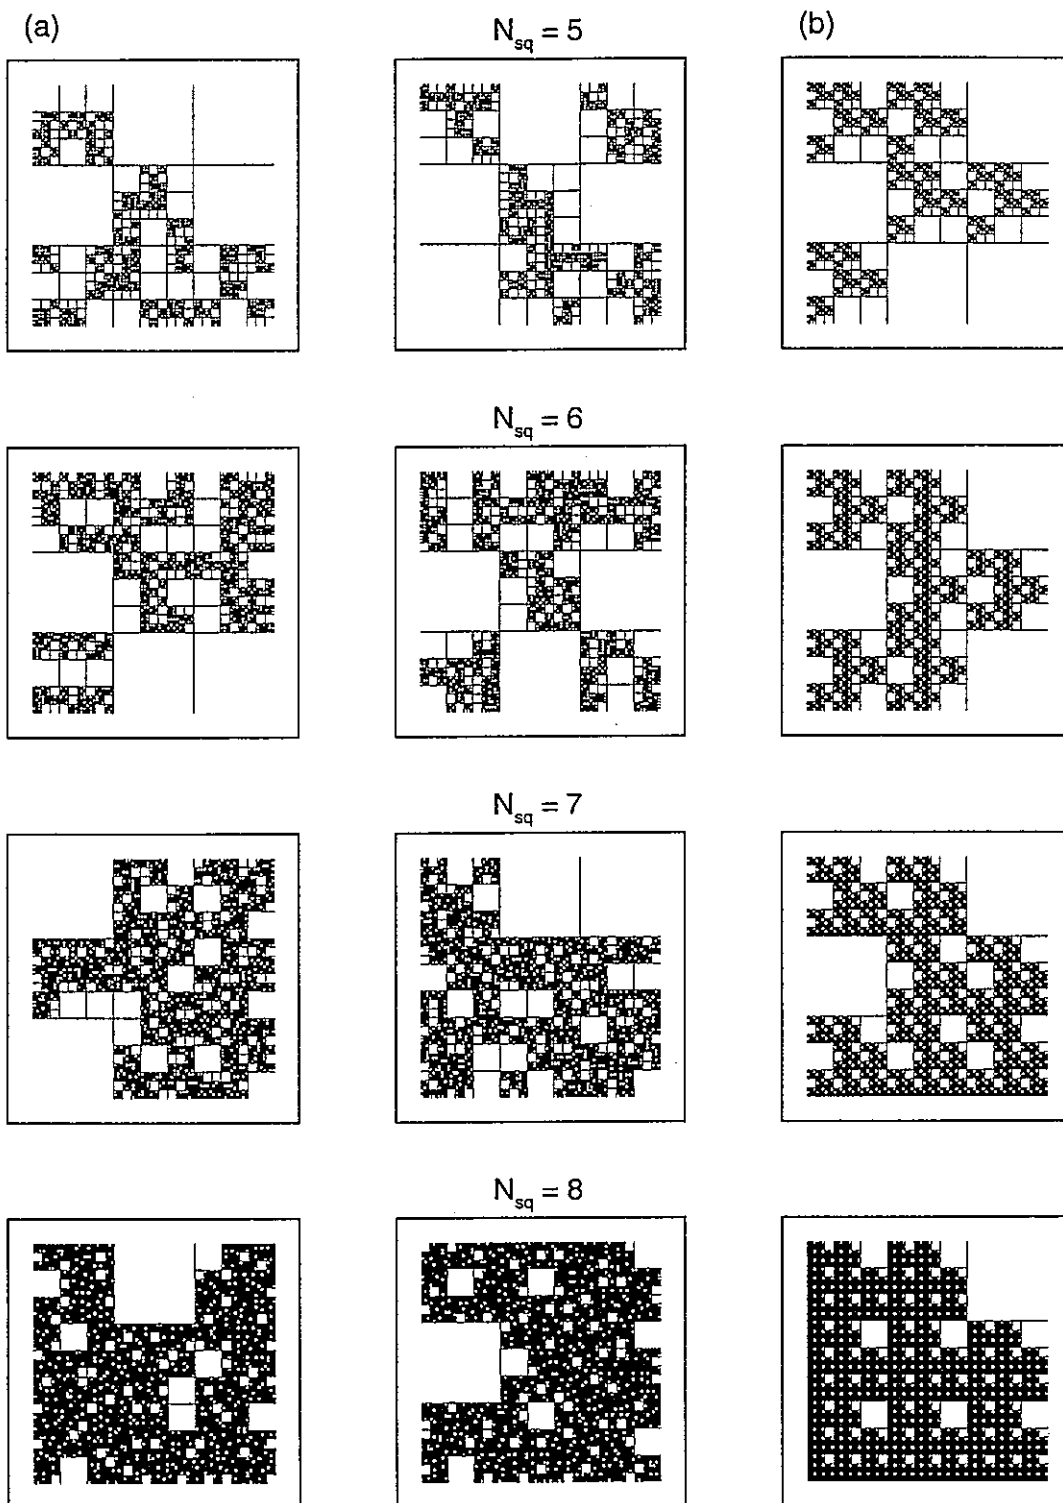 (a)
N_sq = 5
(b)
N_sq = 6
N_sq = 7
N_sq = 8